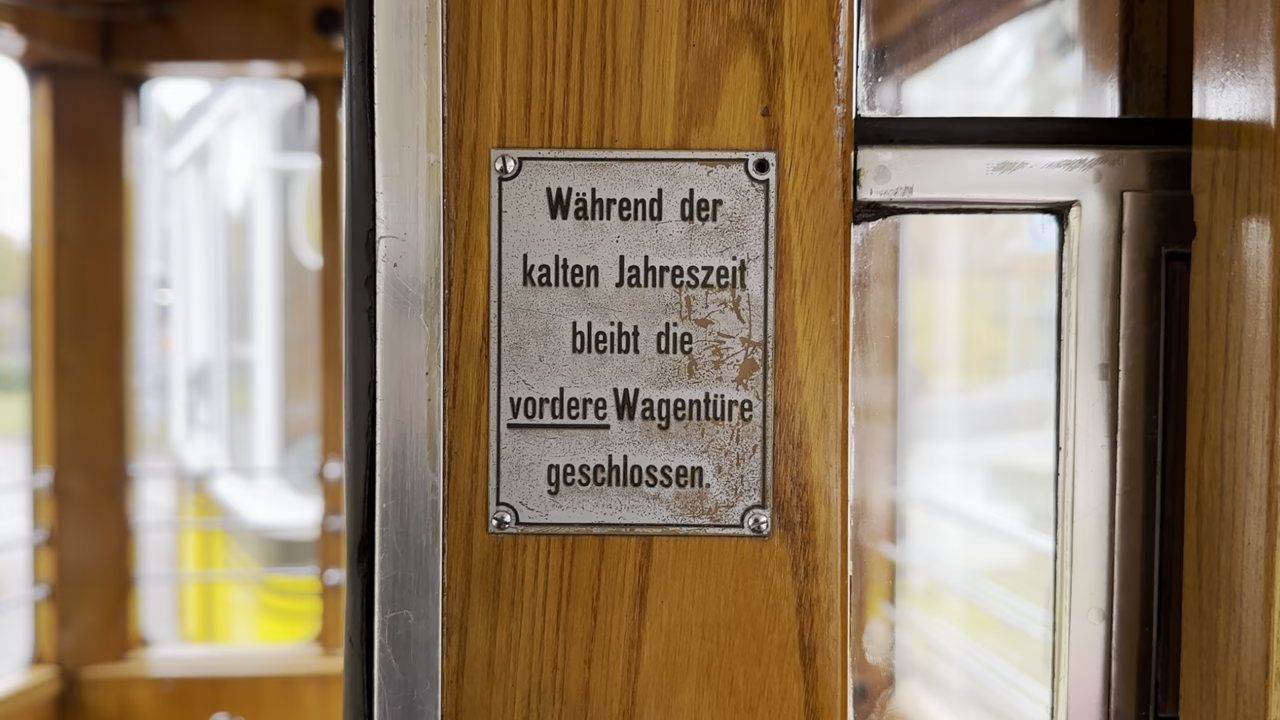 Während der
kalten Jahreszeit
bleibt die
vordere Wagentüre
geschlossen.